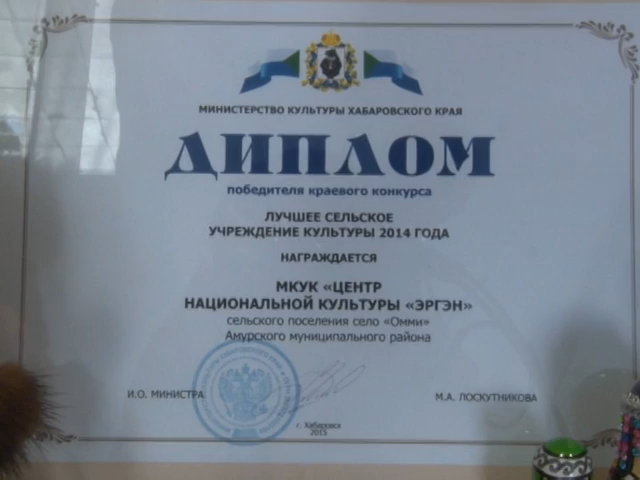 МИНИСТЕРСТВО КУЛЬТУРЫ ХАБАРОВСКОГО КРАЯ
ДИПЛОМ
победителя краевого конкурса
ЛУЧШЕЕ СЕЛЬСКОЕ
УЧРЕЖДЕНИЕ КУЛЬТУРЫ 2014 ГОДА
НАГРАЖДАЕТСЯ
МКУК «ЦЕНТР
НАЦИОНАЛЬНОЙ КУЛЬТУРЫ «ЭРГЭН»
сельского поселения село «Омми»
Амурского муниципального района
И.О. МИНИСТРА
М.А. ЛОСКУТНИКОВА
г. Хабаровск
2015